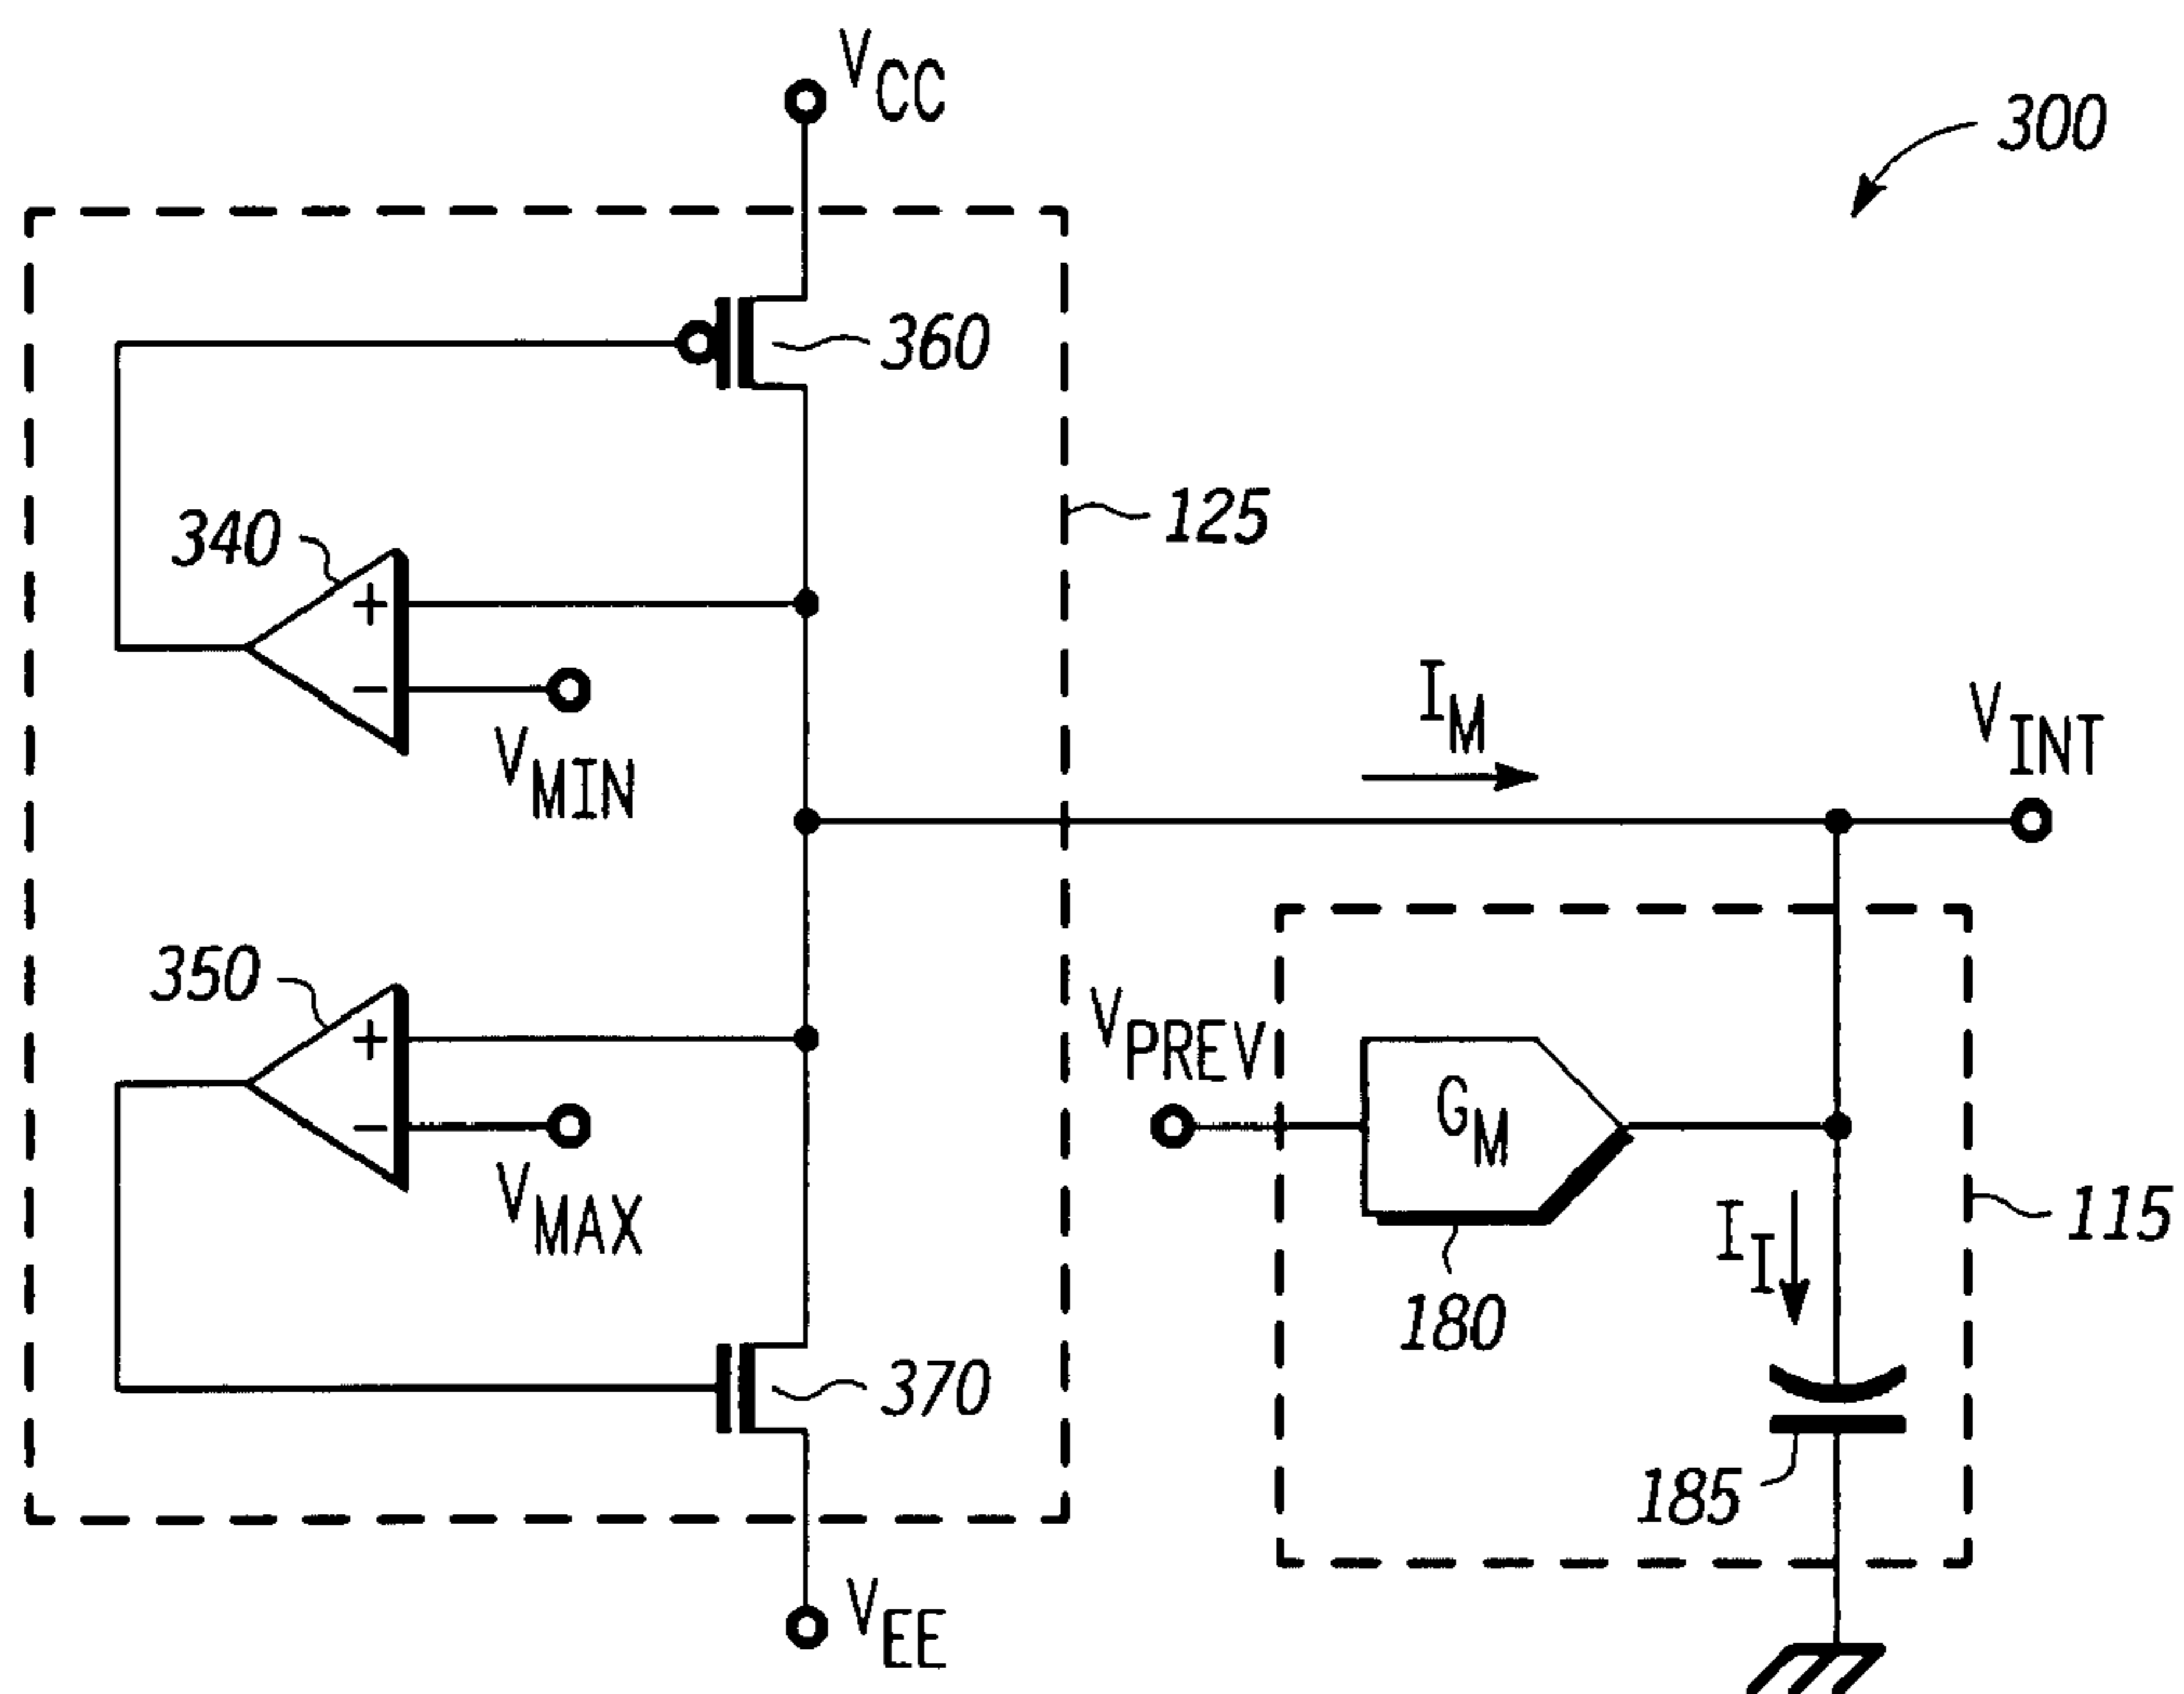 VCC
300
360
125
340
+
−
VMIN
IM
VINT
350
+
−
VMAX
VPREV
GM
II
115
180
370
185
VEE